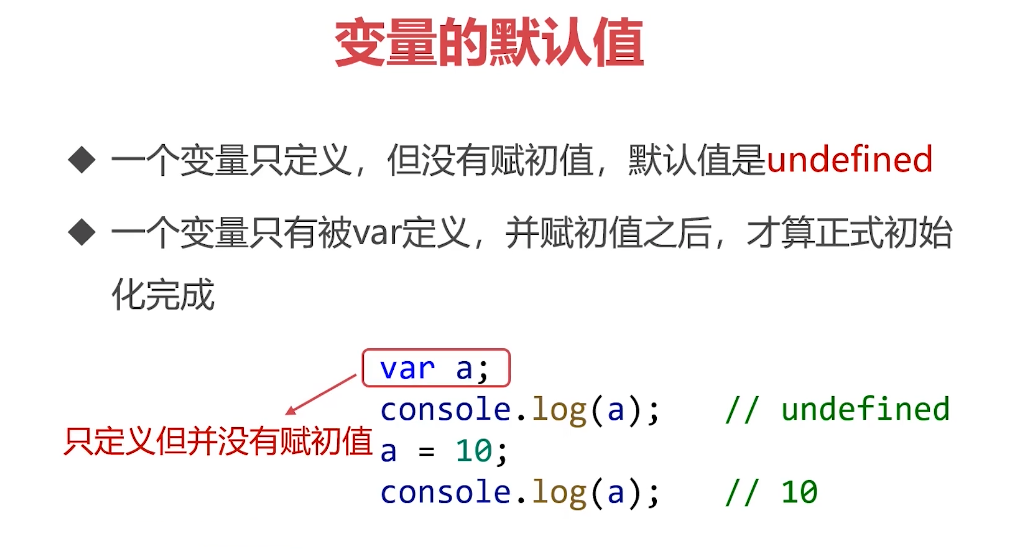 变量的默认值
◆ 一个变量只定义，但没有赋初值，默认值是undefined
◆ 一个变量只有被var定义，并赋初值之后，才算正式初始
化完成
var a;
console.log(a);   // undefined
只定义但并没有赋初值
a = 10;
console.log(a);   // 10